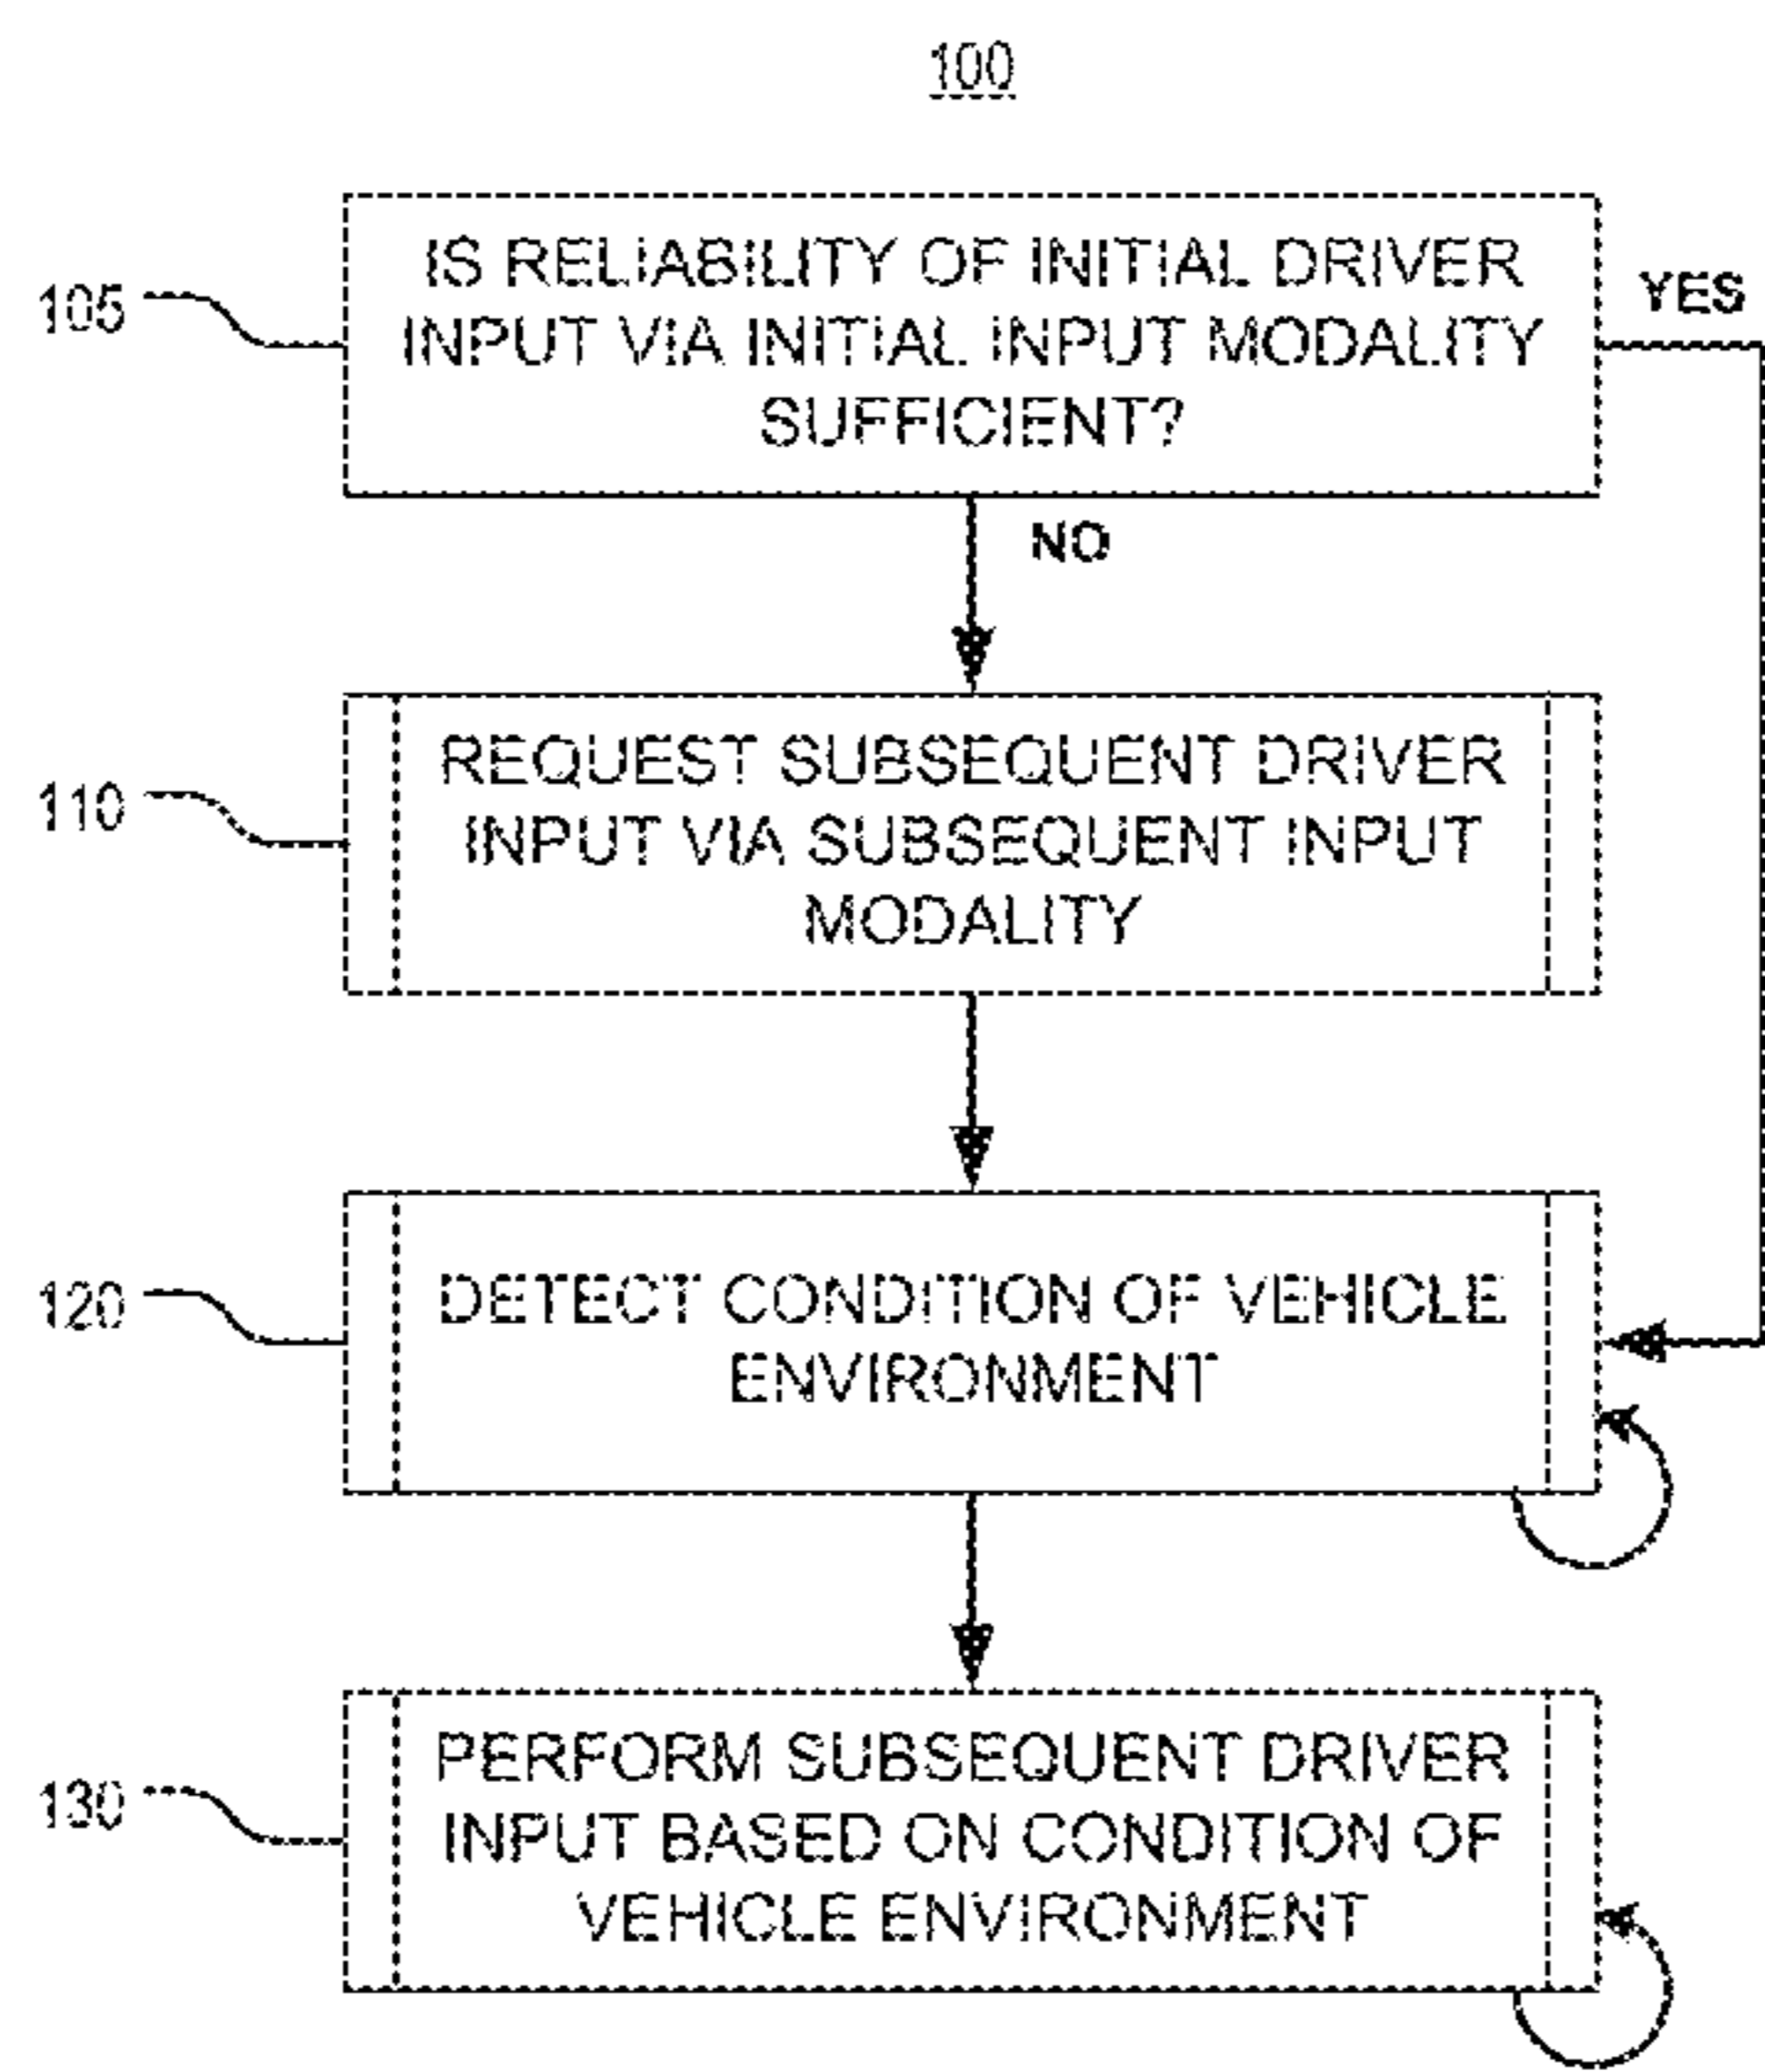 100
105
IS RELIABILITY OF INITIAL DRIVER
INPUT VIA INITIAL INPUT MODALITY
SUFFICIENT?
YES
NO
110
REQUEST SUBSEQUENT DRIVER
INPUT VIA SUBSEQUENT INPUT
MODALITY
120
DETECT CONDITION OF VEHICLE
ENVIRONMENT
130
PERFORM SUBSEQUENT DRIVER
INPUT BASED ON CONDITION OF
VEHICLE ENVIRONMENT